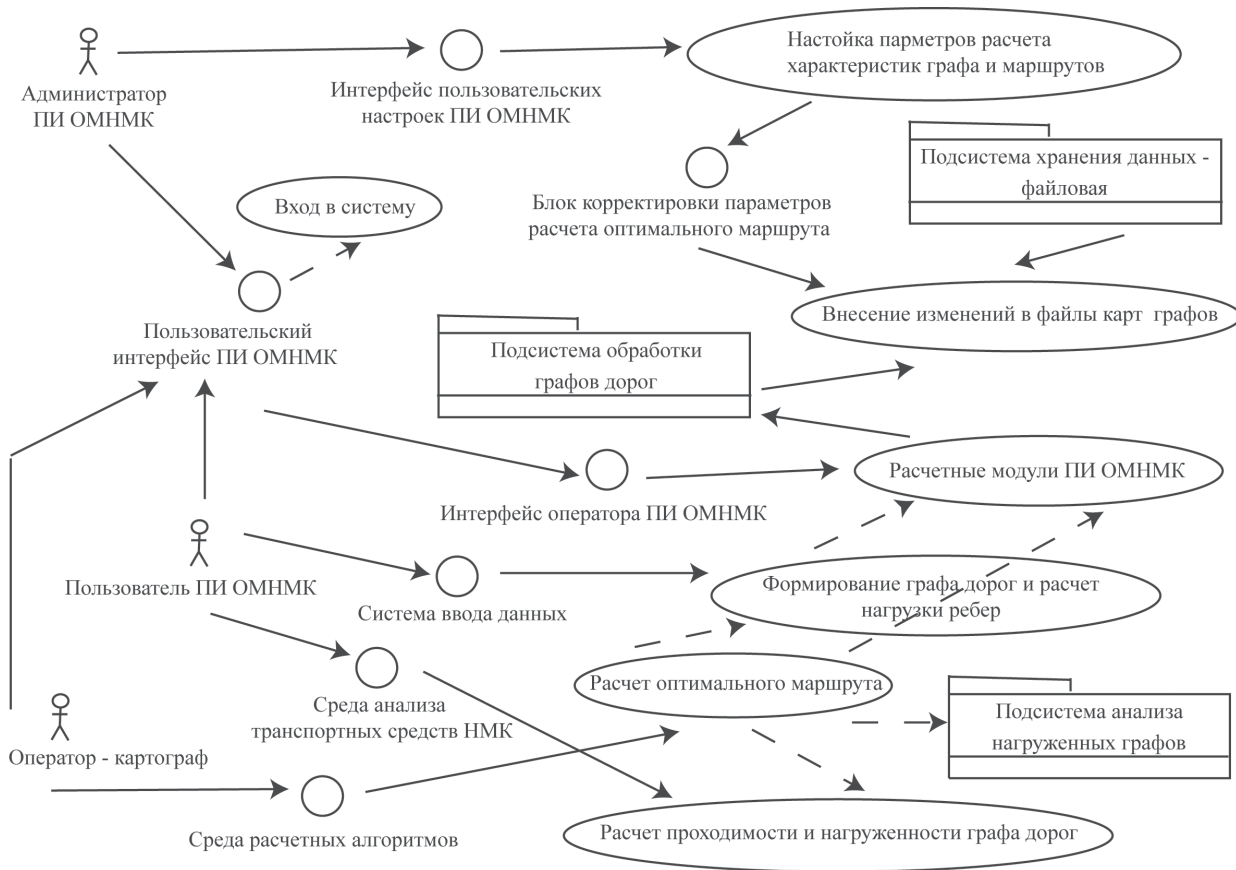 Настойка парметров расчета
характеристик графа и маршрутов
Администратор
ПИ ОМНМК
Интерфейс пользовательских
настроек ПИ ОМНМК
Подсистема хранения данных -
файловая
Вход в систему
Блок корректировки параметров
расчета оптимального маршрута
Пользовательский
интерфейс ПИ ОМНМК
Внесение изменений в файлы карт графов
Подсистема обработки
графов дорог
Расчетные модули ПИ ОМНМК
Интерфейс оператора ПИ ОМНМК
Пользователь ПИ ОМНМК
Система ввода данных
Формирование графа дорог и расчет
нагрузки ребер
Расчет оптимального маршрута
Среда анализа
транспортных средств НМК
Подсистема анализа
нагруженных графов
Оператор - картограф
Среда расчетных алгоритмов
Расчет проходимости и нагруженности графа дорог